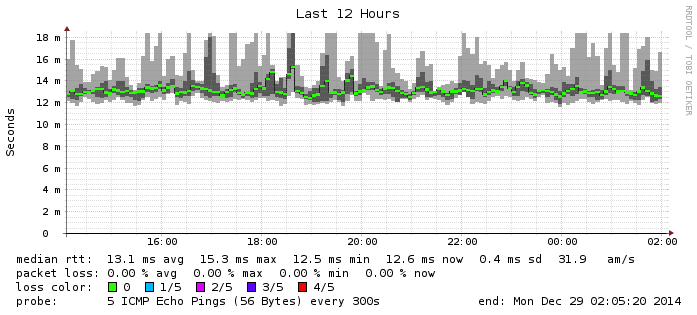 Last 12 Hours
RRDTOOL / TOBI OETIKER
Seconds
18 m
16 m
14 m
12 m
10 m
8 m
6 m
4 m
2 m
0
16:00 18:00 20:00 22:00 00:00 02:00
median rtt: 13.1 ms avg 15.3 ms max 12.5 ms min 12.6 ms now 0.4 ms sd 31.9 am/s
packet loss: 0.00 % avg 0.00 % max 0.00 % min 0.00 % now
loss color: 0 1/5 2/5 3/5 4/5
probe: 5 ICMP Echo Pings (56 Bytes) every 300s end: Mon Dec 29 02:05:20 2014